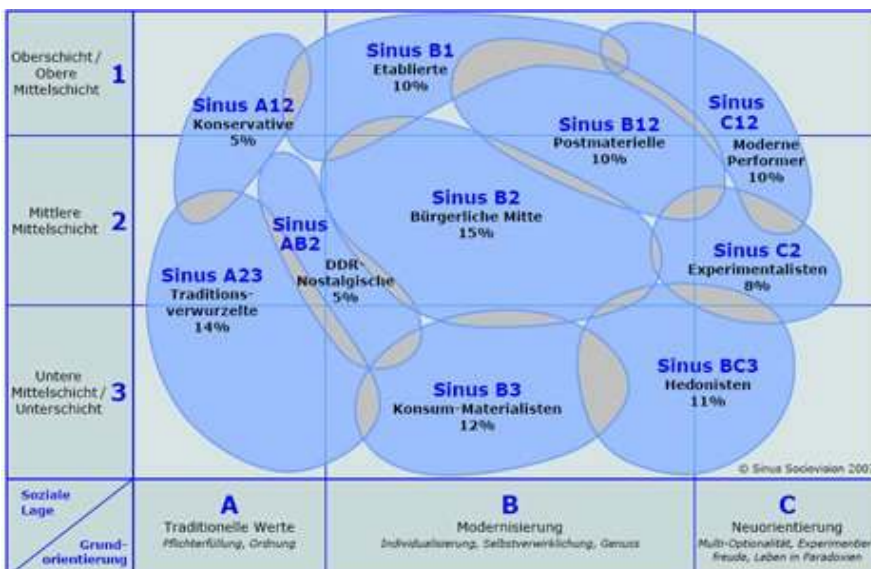 Oberschicht /
Obere
Mittelschicht
1
Sinus B1
Etablierte
10%
Sinus A12
Konservative
5%
Sinus B12
Postmaterielle
10%
Sinus
C12
Moderne
Performer
10%
Mittlere
Mittelschicht
2
Sinus
AB2
DDR-
Nostalgische
5%
Sinus B2
Bürgerliche Mitte
15%
Sinus C2
Experimentalisten
8%
Sinus A23
Traditions-
verwurzelte
14%
Untere
Mittelschicht /
Unterschicht
3
Sinus B3
Konsum-Materialisten
12%
Sinus BC3
Hedonisten
11%
© Sinus Sociovision 2007
Soziale
Lage
Grund-
orientierung
A
Traditionelle Werte
Pflichterfüllung, Ordnung
B
Modernisierung
Individualisierung, Selbstverwirklichung, Genuss
C
Neuorientierung
Multi-Optionalität, Experimentier-
freude, Leben in Paradoxien